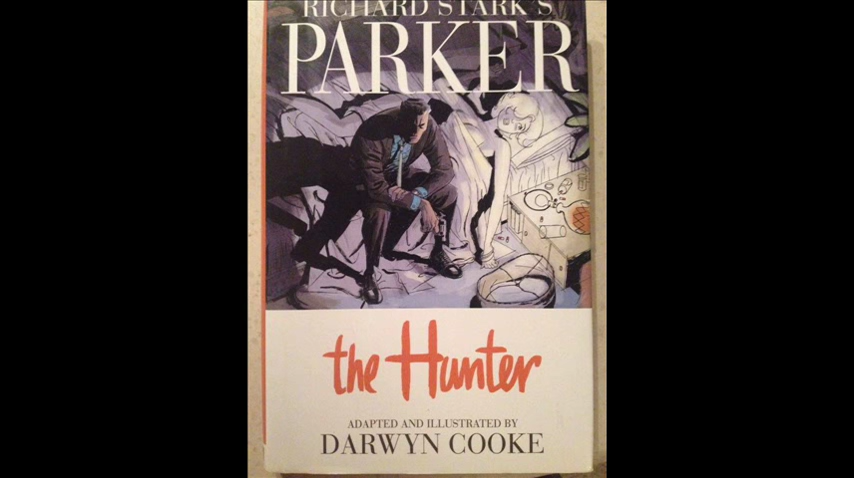 RICHARD STARK'S
PARKER
the Hunter
ADAPTED AND ILLUSTRATED BY
DARWYN COOKE